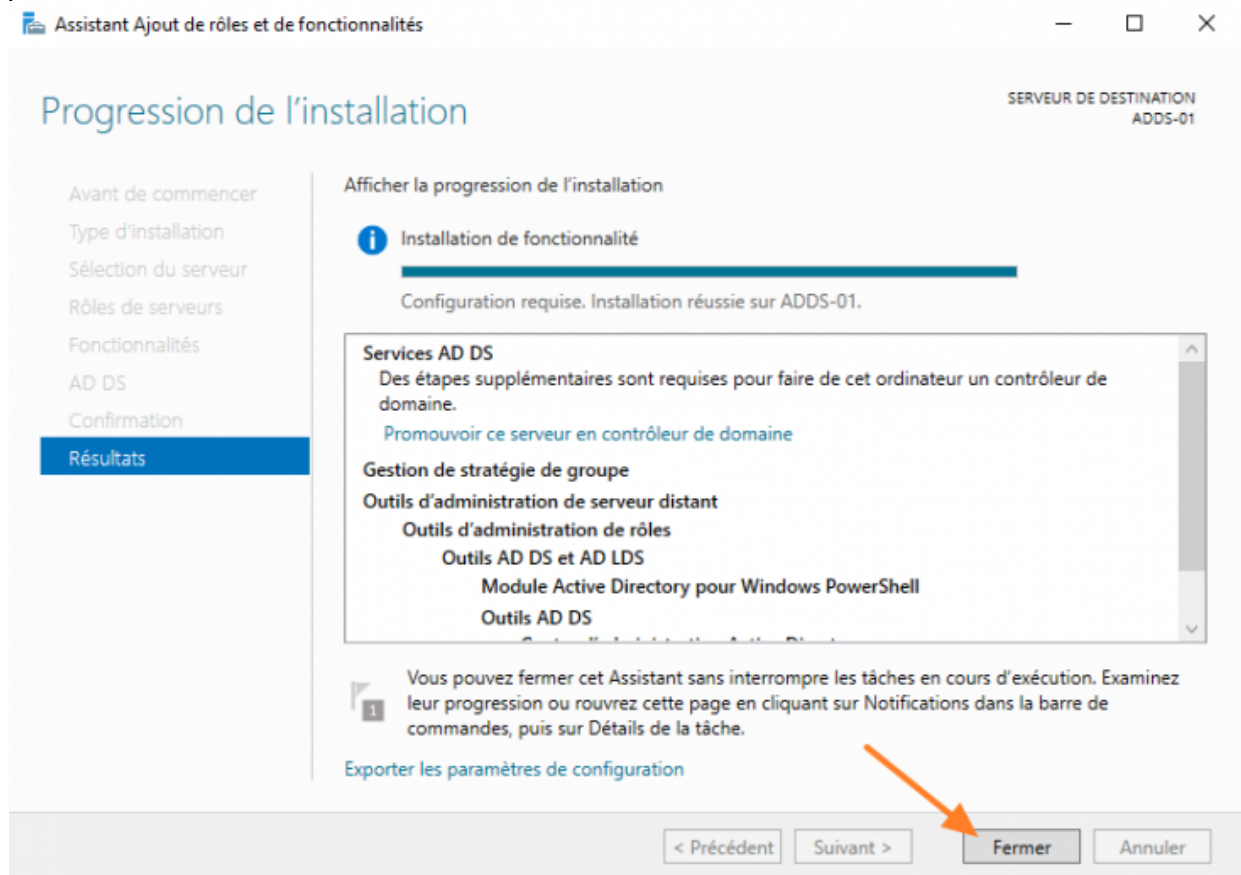 Assistant Ajout de rôles et de fonctionnalités
Progression de l'installation
SERVEUR DE DESTINATION
ADDS-01
Avant de commencer
Type d'installation
Sélection du serveur
Rôles de serveurs
Fonctionnalités
AD DS
Confirmation
Résultats
Afficher la progression de l'installation
Installation de fonctionnalité
Configuration requise. Installation réussie sur ADDS-01.
Services AD DS
Des étapes supplémentaires sont requises pour faire de cet ordinateur un contrôleur de
domaine.
Promouvoir ce serveur en contrôleur de domaine
Gestion de stratégie de groupe
Outils d'administration de serveur distant
Outils d'administration de rôles
Outils AD DS et AD LDS
Module Active Directory pour Windows PowerShell
Outils AD DS
1
Vous pouvez fermer cet Assistant sans interrompre les tâches en cours d'exécution. Examinez
leur progression ou rouvrez cette page en cliquant sur Notifications dans la barre de
commandes, puis sur Détails de la tâche.
Exporter les paramètres de configuration
< Précédent
Suivant >
Fermer
Annuler